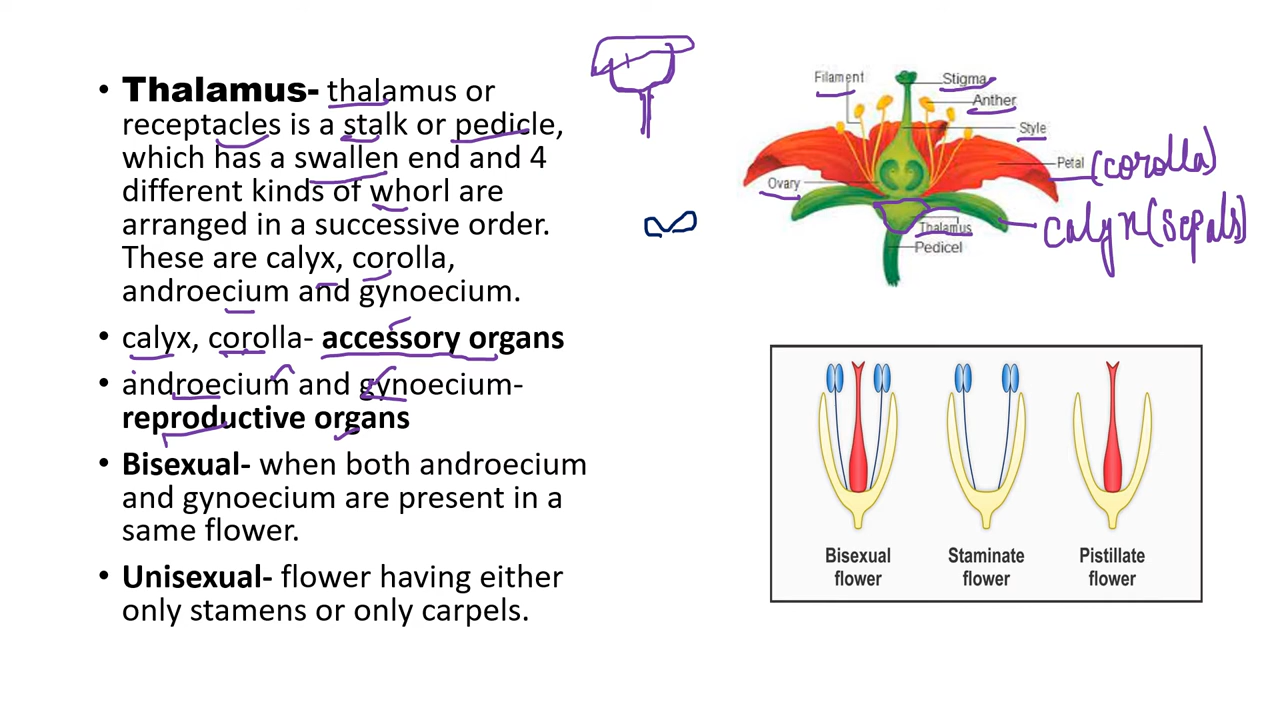 • Thalamus- thalamus or
receptacles is a stalk or pedicle,
which has a swallen end and 4
different kinds of whorl are
arranged in a successive order.
These are calyx, corolla,
androecium and gynoecium.
• calyx, corolla- accessory organs
• androecium and gynoecium-
reproductive organs
• Bisexual- when both androecium
and gynoecium are present in a
same flower.
• Unisexual- flower having either
only stamens or only carpels.
Filament
Stigma
Anther
Style
Petal (corolla)
Ovary
calyx (sepals)
Thalamus
Pedicel
Bisexual
flower
Staminate
flower
Pistillate
flower